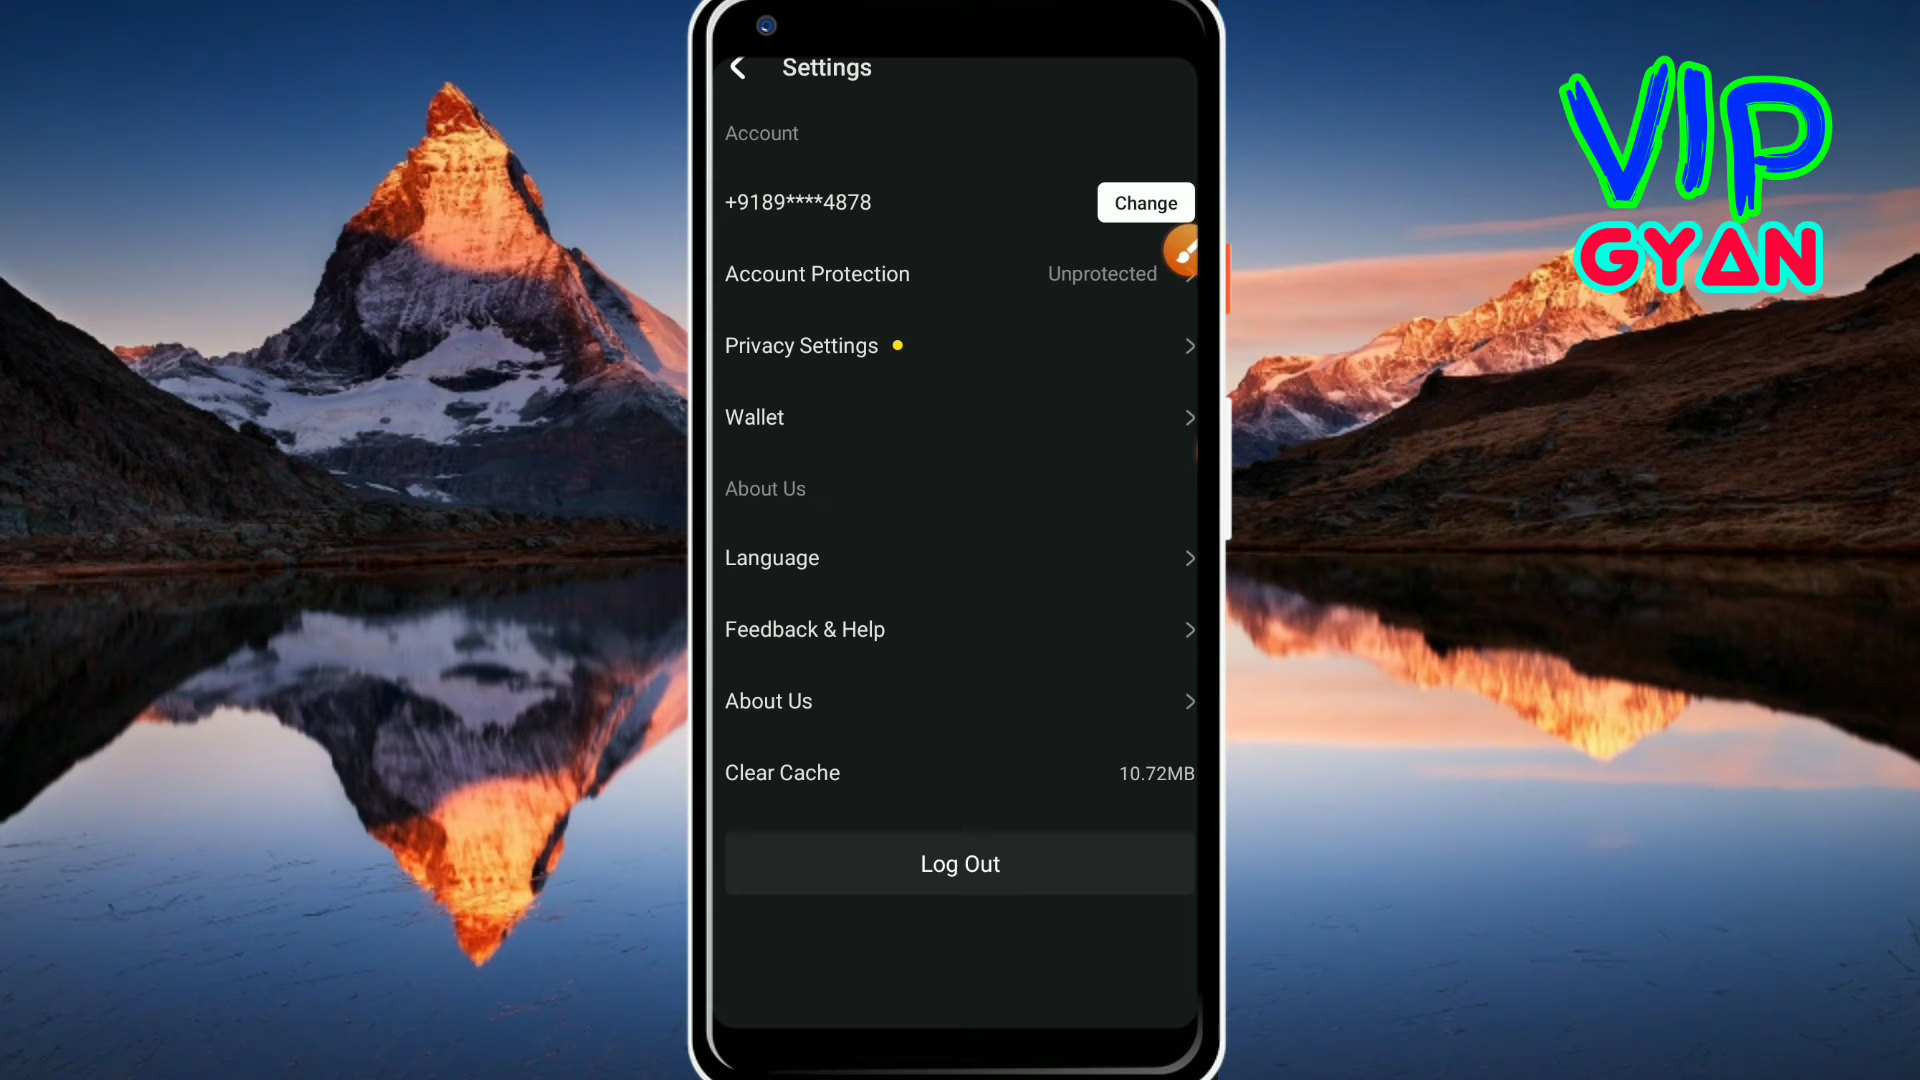 Settings
VIP
GYAN
Account
+9189****4878
Change
Account Protection
Unprotected
Privacy Settings
Wallet
About Us
Language
Feedback & Help
About Us
Clear Cache
10.72MB
Log Out